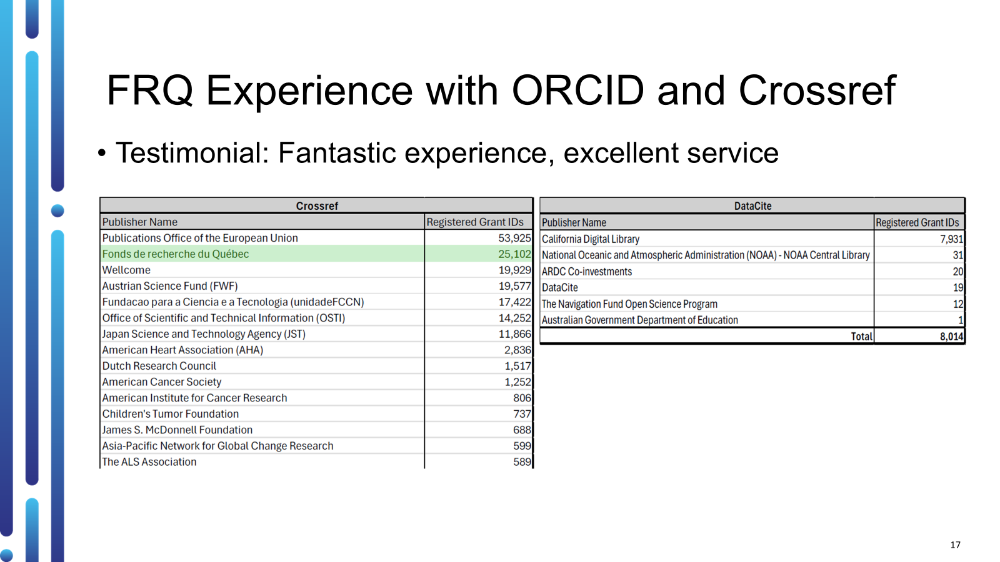 FRQ Experience with ORCID and Crossref
• Testimonial: Fantastic experience, excellent service
Crossref
Publisher Name Registered Grant IDs
Publications Office of the European Union 53,925
Fonds de recherche du Québec 25,102
Wellcome 19,929
Austrian Science Fund (FWF) 19,577
Fundacao para a Ciencia e a Tecnologia (unidadeFCCN) 17,422
Office of Scientific and Technical Information (OSTI) 14,252
Japan Science and Technology Agency (JST) 11,866
American Heart Association (AHA) 2,836
Dutch Research Council 1,517
American Cancer Society 1,252
American Institute for Cancer Research 806
Children's Tumor Foundation 737
James S. McDonnell Foundation 688
Asia-Pacific Network for Global Change Research 599
The ALS Association 589
DataCite
Publisher Name Registered Grant IDs
California Digital Library 7,931
National Oceanic and Atmospheric Administration (NOAA) - NOAA Central Library 31
ARDC Co-investments 20
DataCite 19
The Navigation Fund Open Science Program 12
Australian Government Department of Education 1
Total 8,014
17